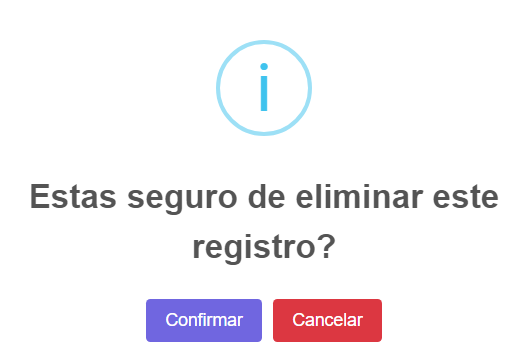 i
Estas seguro de eliminar este
registro?
Confirmar Cancelar